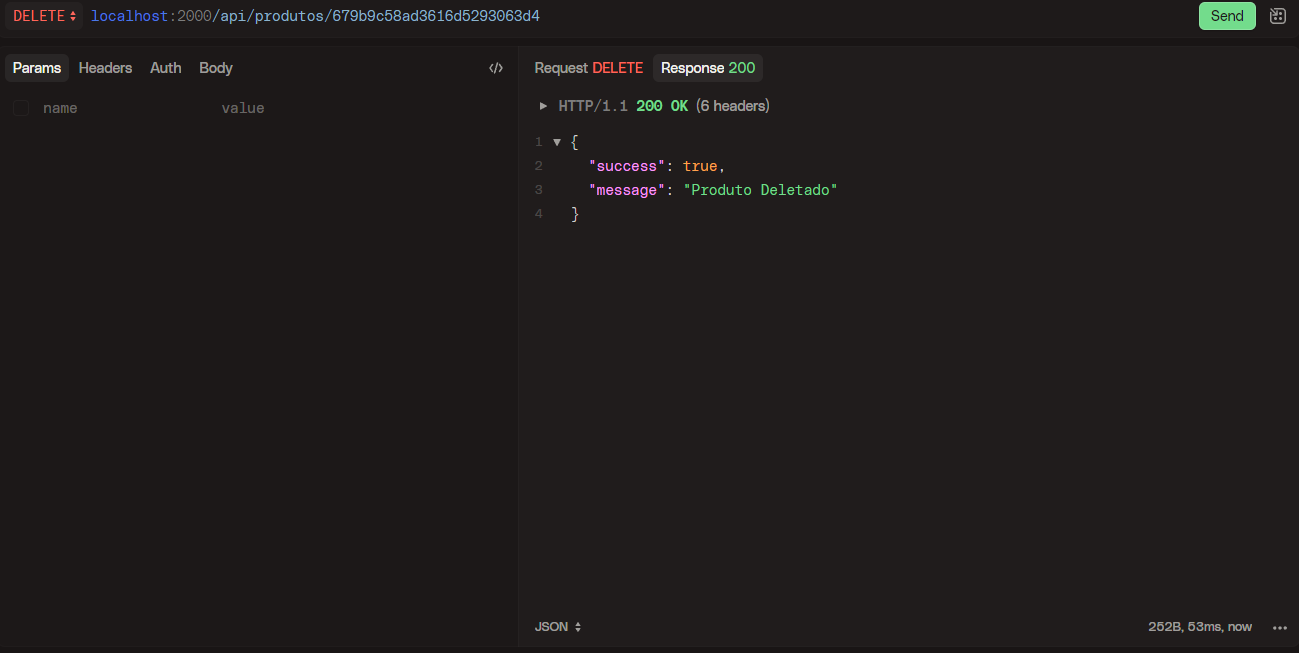 DELETE localhost:2000/api/produtos/679b9c58ad3616d5293063d4 Send
Params Headers Auth Body
name value
Request DELETE Response 200
HTTP/1.1 200 OK (6 headers)
1 {
2 "success": true,
3 "message": "Produto Deletado"
4 }
JSON 252B, 53ms, now